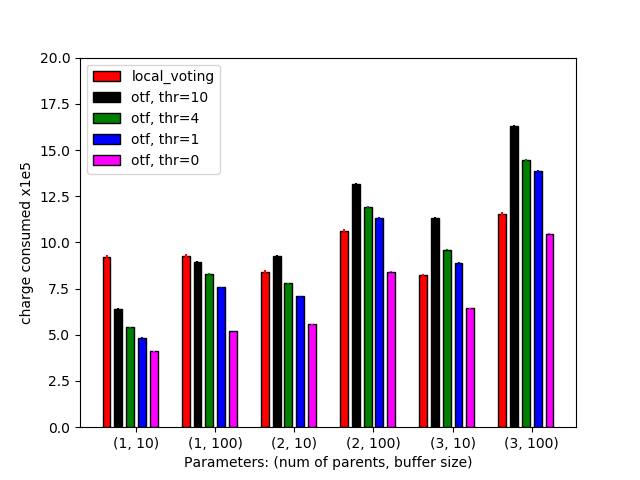 20.0
17.5
15.0
12.5
10.0
7.5
5.0
2.5
0.0
charge consumed x1e5
local_voting
otf, thr=10
otf, thr=4
otf, thr=1
otf, thr=0
(1, 10) (1, 100) (2, 10) (2, 100) (3, 10) (3, 100)
Parameters: (num of parents, buffer size)